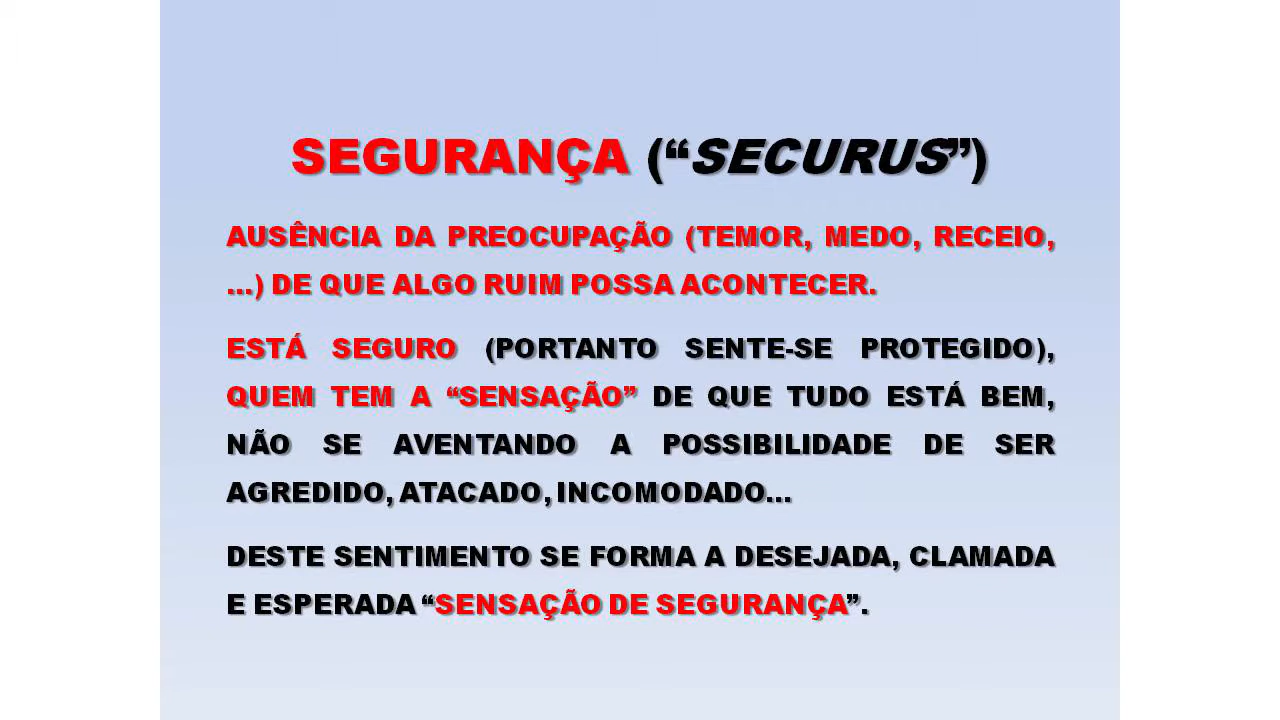 SEGURANÇA (“SECURUS”)
AUSÊNCIA DA PREOCUPAÇÃO (TEMOR, MEDO, RECEIO,
...) DE QUE ALGO RUIM POSSA ACONTECER.
ESTÁ SEGURO (PORTANTO SENTE-SE PROTEGIDO),
QUEM TEM A “SENSAÇÃO” DE QUE TUDO ESTÁ BEM,
NÃO SE AVENTANDO A POSSIBILIDADE DE SER
AGREDIDO, ATACADO, INCOMODADO...
DESTE SENTIMENTO SE FORMA A DESEJADA, CLAMADA
E ESPERADA “SENSAÇÃO DE SEGURANÇA”.